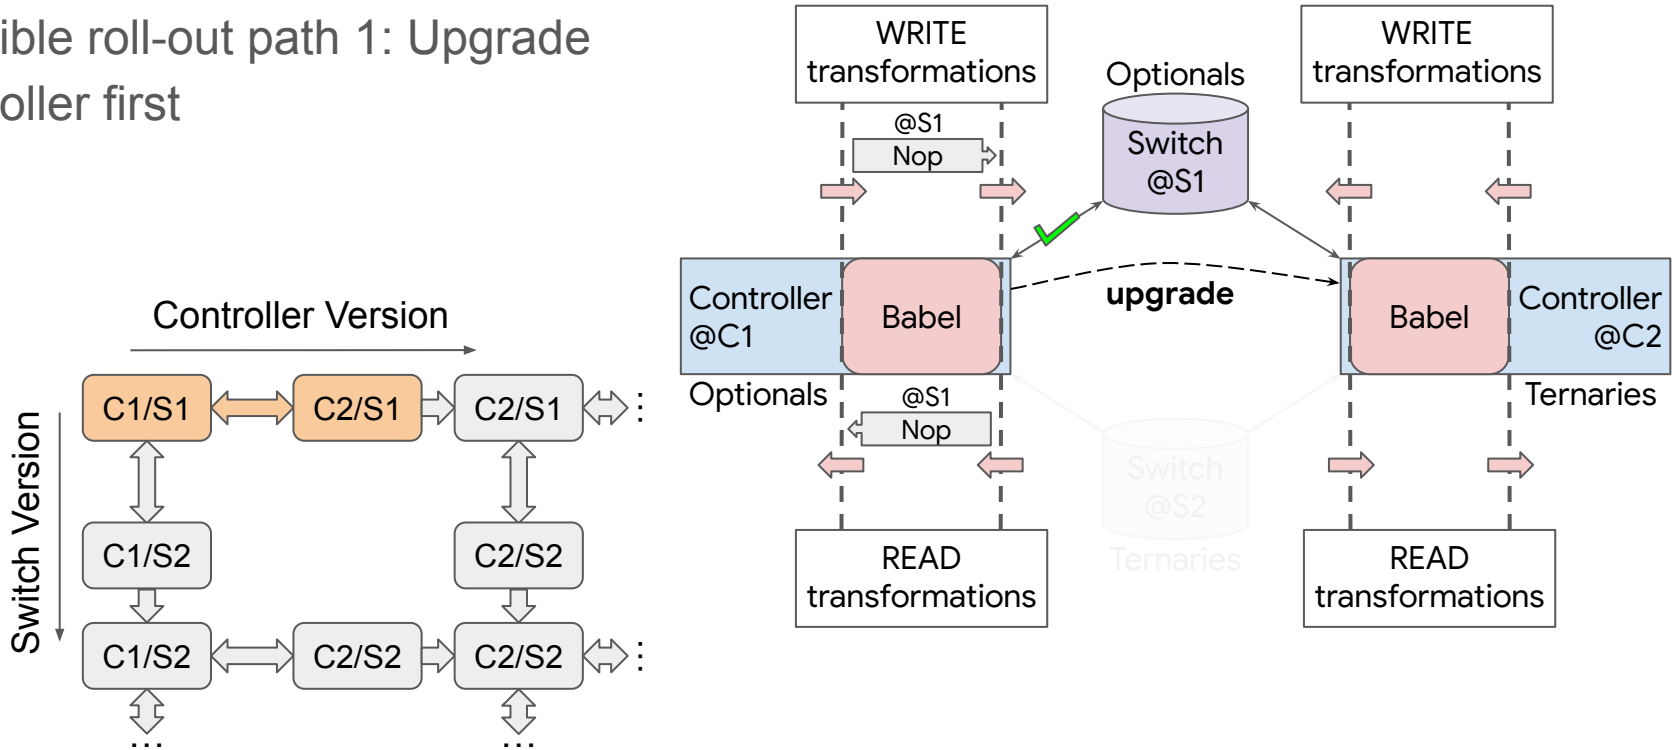 ible roll-out path 1: Upgrade
oller first
Controller Version
Switch Version
C1/S1
C2/S1
C2/S1
⋮
C1/S2
C2/S2
C1/S2
C2/S2
C2/S2
⋮
...
...
WRITE
transformations
@S1
Nop
Optionals
Switch
@S1
WRITE
transformations
Controller
@C1
Babel
upgrade
Babel
Controller
@C2
Optionals
@S1
Nop
Ternaries
Switch
@S2
Ternaries
READ
transformations
READ
transformations